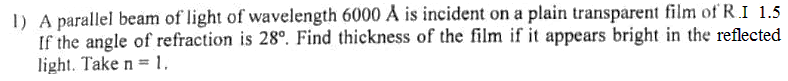 1) A parallel beam of light of wavelength 6000 Å is incident on a plain transparent film of R.I 1.5
If the angle of refraction is 28°. Find thickness of the film if it appears bright in the reflected
light. Take n = 1.